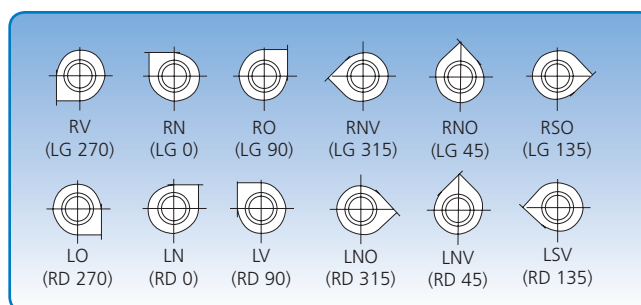 RV RN RO RNV RNO RSO
(LG 270) (LG 0) (LG 90) (LG 315) (LG 45) (LG 135)
LO LN LV LNO LNV LSV
(RD 270) (RD 0) (RD 90) (RD 315) (RD 45) (RD 135)